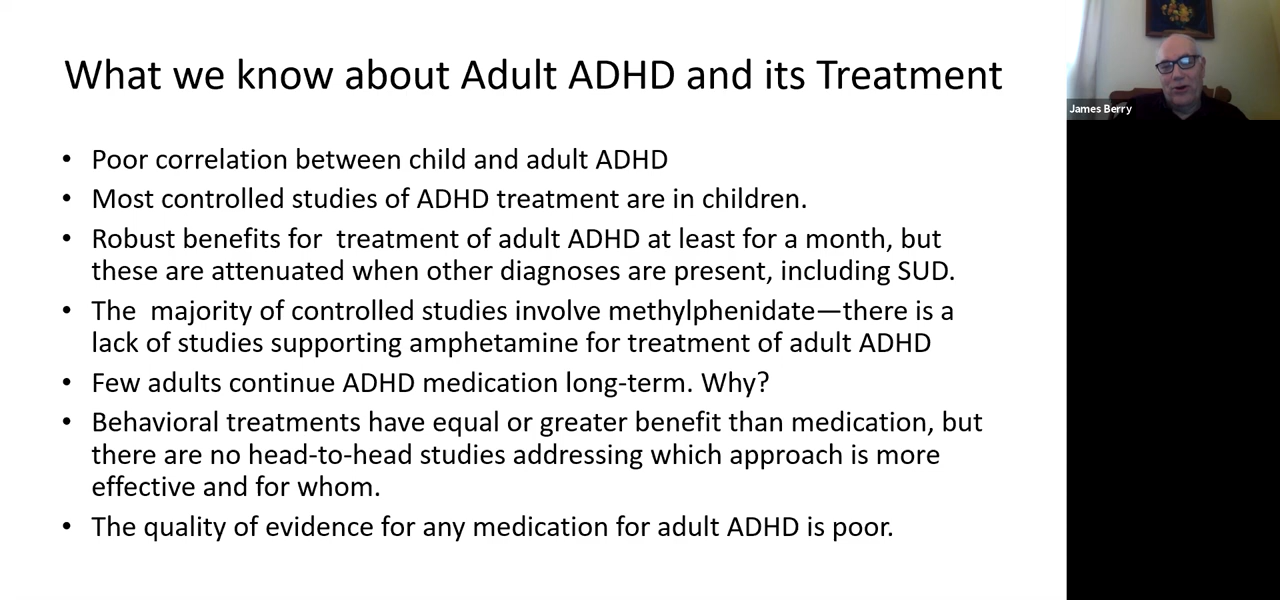 What we know about Adult ADHD and its Treatment
• Poor correlation between child and adult ADHD
• Most controlled studies of ADHD treatment are in children.
• Robust benefits for  treatment of adult ADHD at least for a month, but
these are attenuated when other diagnoses are present, including SUD.
• The  majority of controlled studies involve methylphenidate—there is a
lack of studies supporting amphetamine for treatment of adult ADHD
• Few adults continue ADHD medication long-term. Why?
• Behavioral treatments have equal or greater benefit than medication, but
there are no head-to-head studies addressing which approach is more
effective and for whom.
• The quality of evidence for any medication for adult ADHD is poor.
James Berry